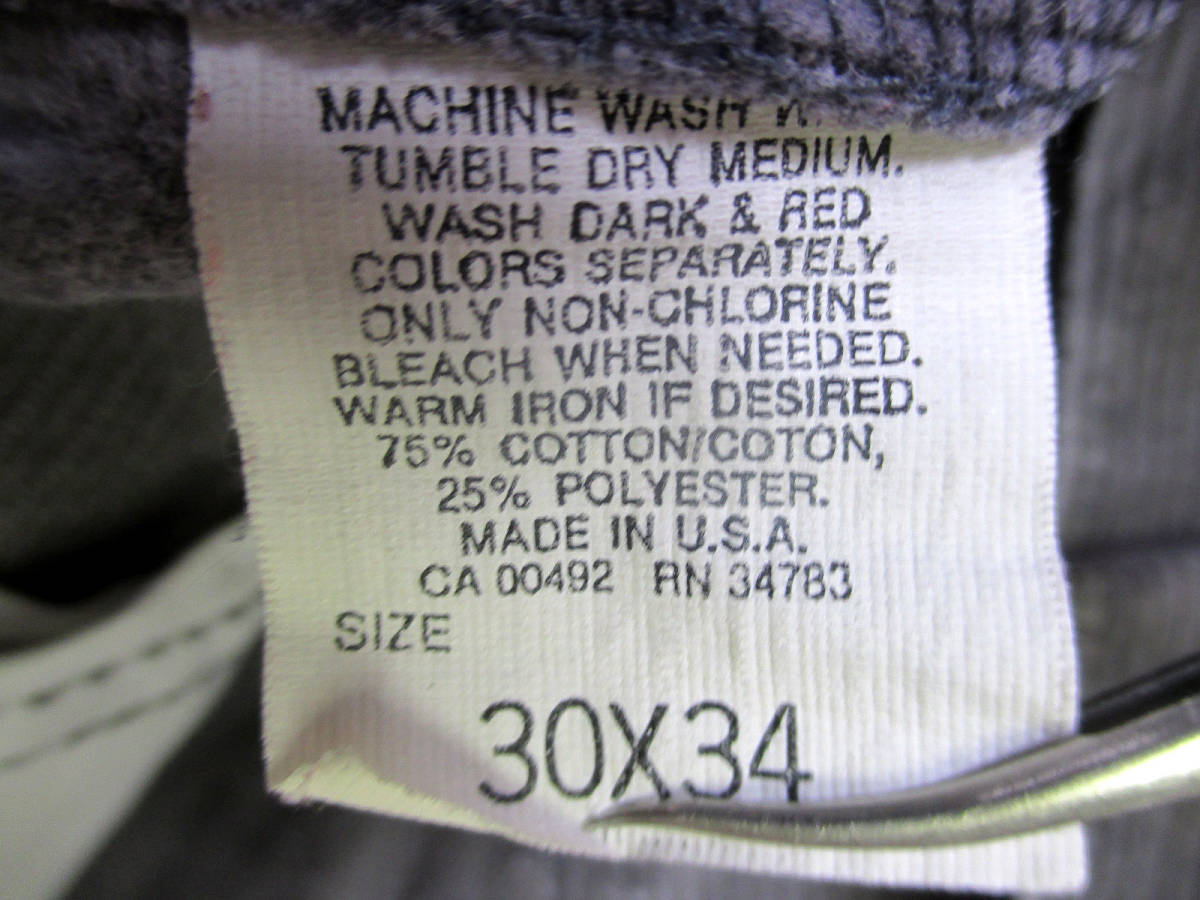 MACHINE WASH
TUMBLE DRY MEDIUM.
WASH DARK & RED
COLORS SEPARATELY.
ONLY NON-CHLORINE
BLEACH WHEN NEEDED.
WARM IRON IF DESIRED.
75% COTTON/COTON,
25% POLYESTER.
MADE IN U.S.A.
CA 00492 RN 34783
SIZE
30X34